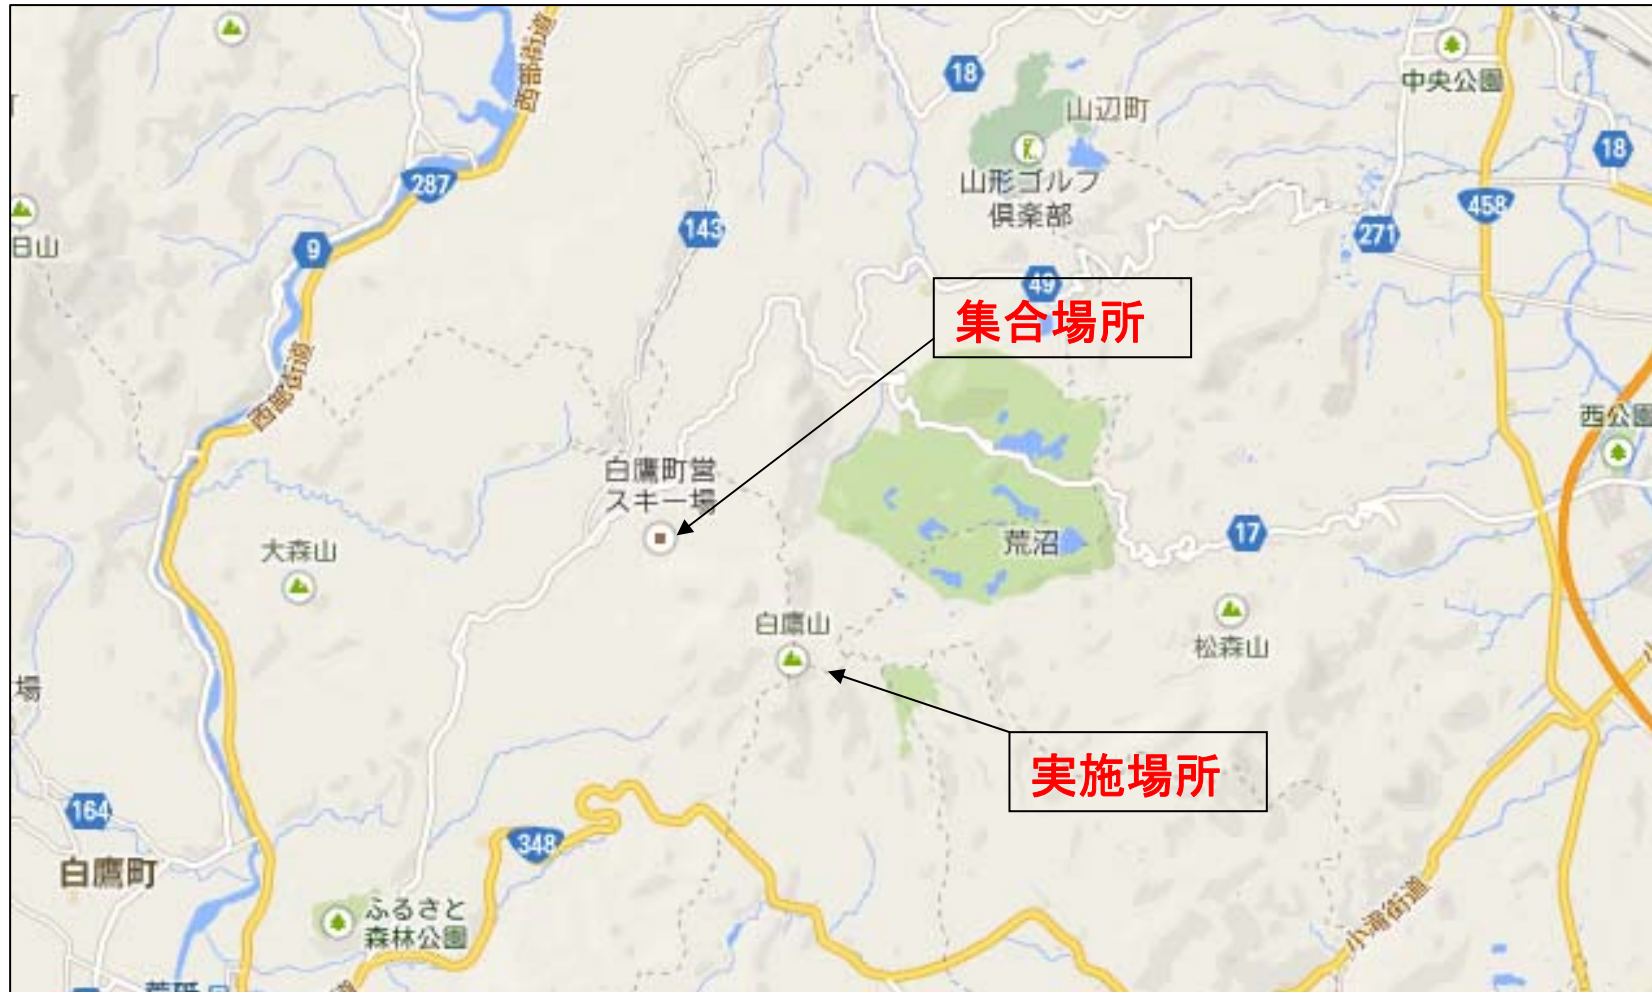 西部街道
18
中央公園
山辺町
18
287
山形ゴルフ
倶楽部
458
143
271
日山
9
49
集合場所
西部街道
西公園
白鷹町営
スキー場
大森山
荒沼
17
白鷹山
松森山
場
実施場所
164
348
白鷹町
ふるさと
森林公園
小滝街道